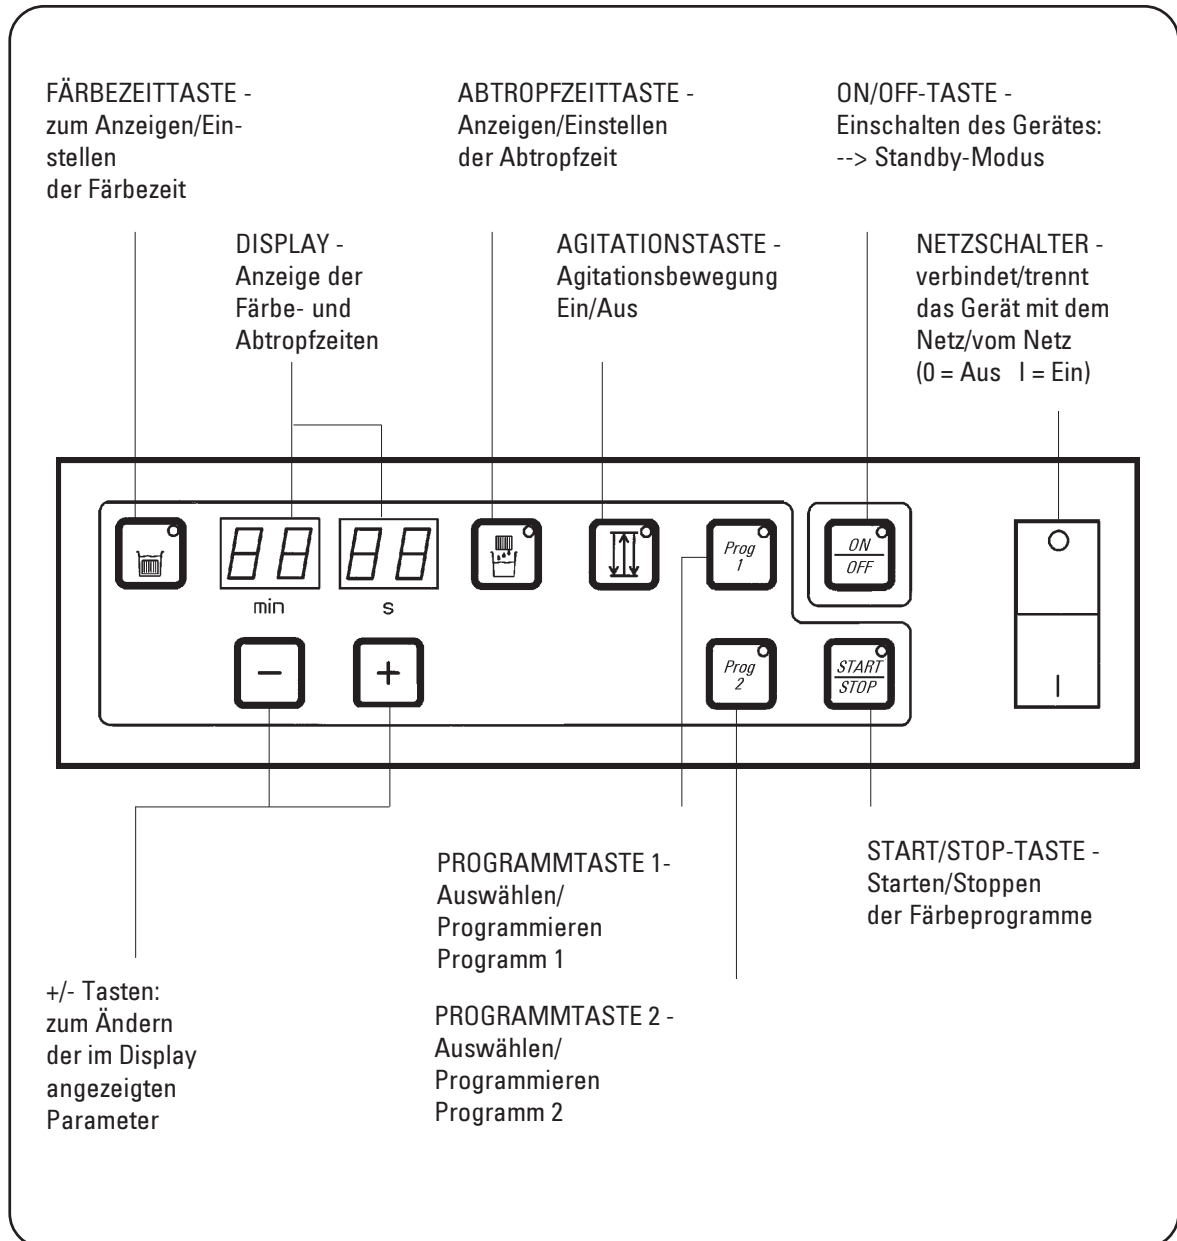 FÄRBEZEITTASTE -
zum Anzeigen/Ein-
stellen
der Färbezeit
ABTROPFZEITTASTE -
Anzeigen/Einstellen
der Abtropfzeit
ON/OFF-TASTE -
Einschalten des Gerätes:
--> Standby-Modus
DISPLAY -
Anzeige der
Färbe- und
Abtropfzeiten
AGITATIONSTASTE -
Agitationsbewegung
Ein/Aus
NETZSCHALTER -
verbindet/trennt
das Gerät mit dem
Netz/vom Netz
(0 = Aus I = Ein)
88 88
min s
Prog
1
ON
OFF
O
- +
Prog
2
START
STOP
I
PROGRAMMTASTE 1-
Auswählen/
Programmieren
Programm 1
START/STOP-TASTE -
Starten/Stoppen
der Färbeprogramme
+/- Tasten:
zum Ändern
der im Display
angezeigten
Parameter
PROGRAMMTASTE 2 -
Auswählen/
Programmieren
Programm 2